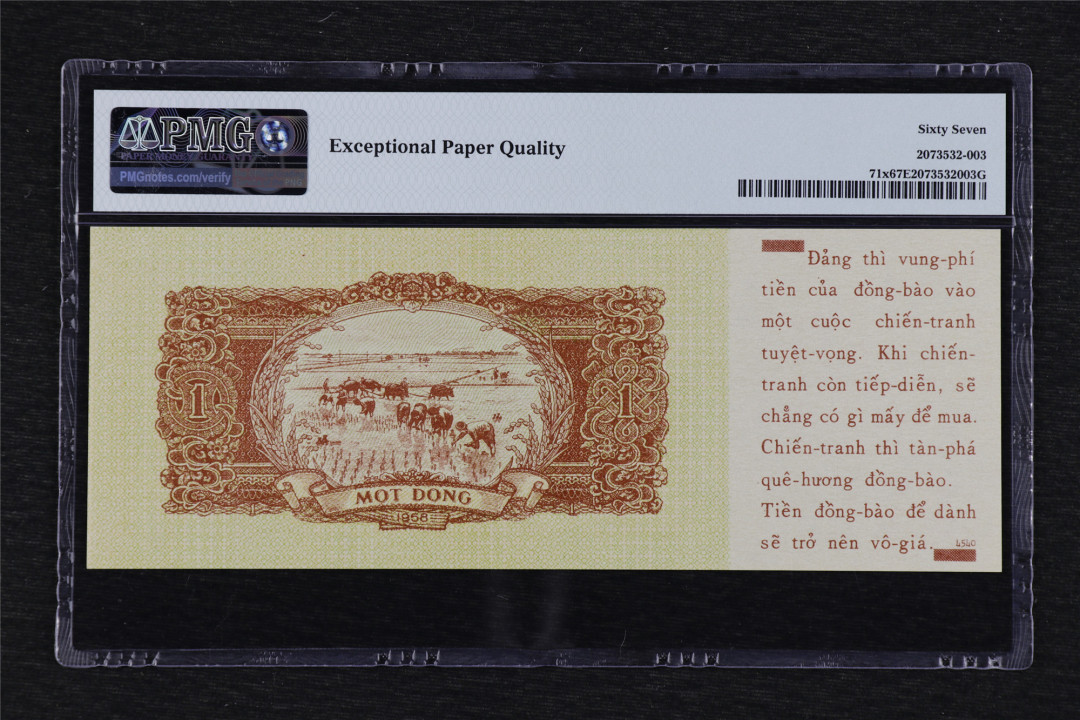 PMG
PAPER MONEY GUARANTY
PMGnotes.com/verify
Exceptional Paper Quality
Sixty Seven
2073532-003
71x67E2073532003G
Đảng thì vung-phí
tiền của đồng-bào vào
một cuộc chiến-tranh
tuyệt-vọng. Khi chiến-
tranh còn tiếp-diễn, sẽ
chẳng có gì mấy để mua.
Chiến-tranh thì tàn-phá
quê-hương đồng-bào.
Tiền đồng-bào để dành
sẽ trở nên vô-giá.
4540
1
1
MỘT ĐỒNG
1958